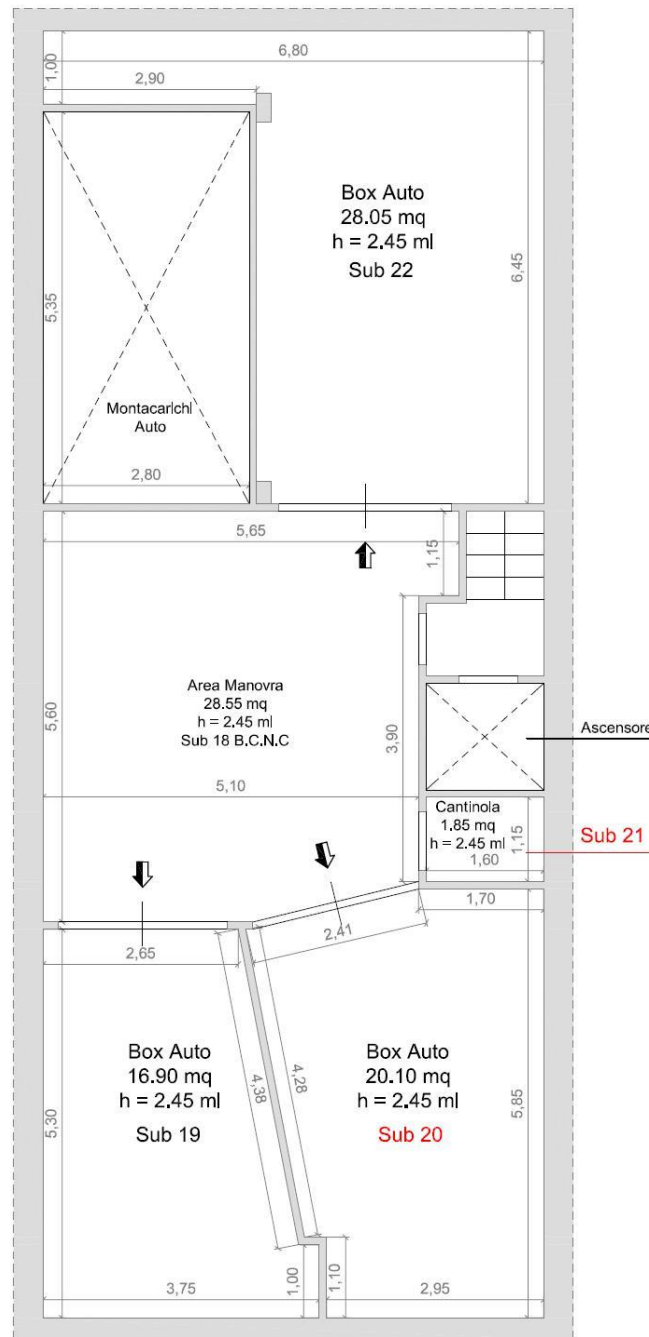 6,80
1,00
2,90
Box Auto
28.05 mq
h = 2.45 ml
Sub 22
6,45
5,35
Montacarichi
Auto
2,80
5,65
1,15
Area Manovra
28.55 mq
h = 2.45 ml
Sub 18 B.C.N.C
5,60
3,90
Ascensore
5,10
Cantinola
1.85 mq
h = 2.45 ml
1,15
1,60
Sub 21
1,70
2,41
2,65
Box Auto
16.90 mq
h = 2.45 ml
Sub 19
5,30
4,38
4,28
Box Auto
20.10 mq
h = 2.45 ml
Sub 20
5,85
3,75
1,00
1,10
2,95